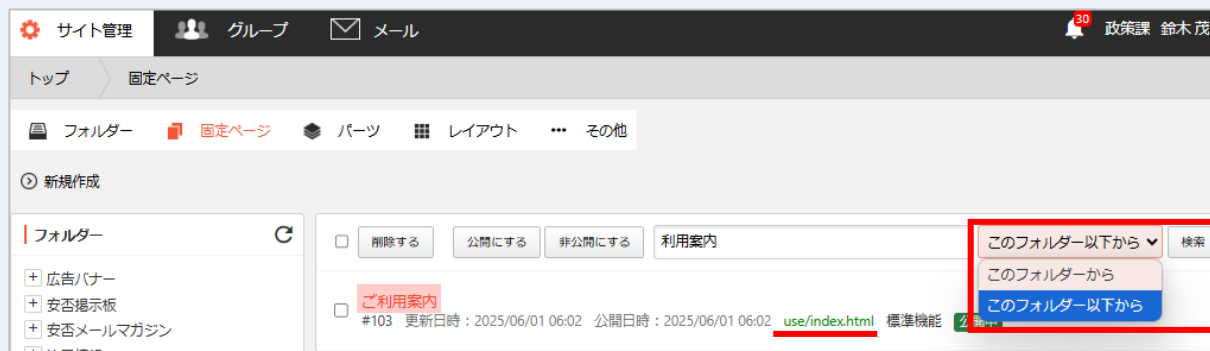 サイト管理 グループ メール 30 政策課 鈴木 茂
トップ 固定ページ
フォルダー 固定ページ パーツ レイアウト ••• その他
新規作成
フォルダー
+ 広告バナー
+ 安否掲示板
+ 安否メールマガジン
削除する 公開にする 非公開にする 利用案内 このフォルダー以下から 検索
このフォルダーから
このフォルダー以下から
ご利用案内
#103 更新日時：2025/06/01 06:02 公開日時：2025/06/01 06:02 use/index.html 標準機能 公開中